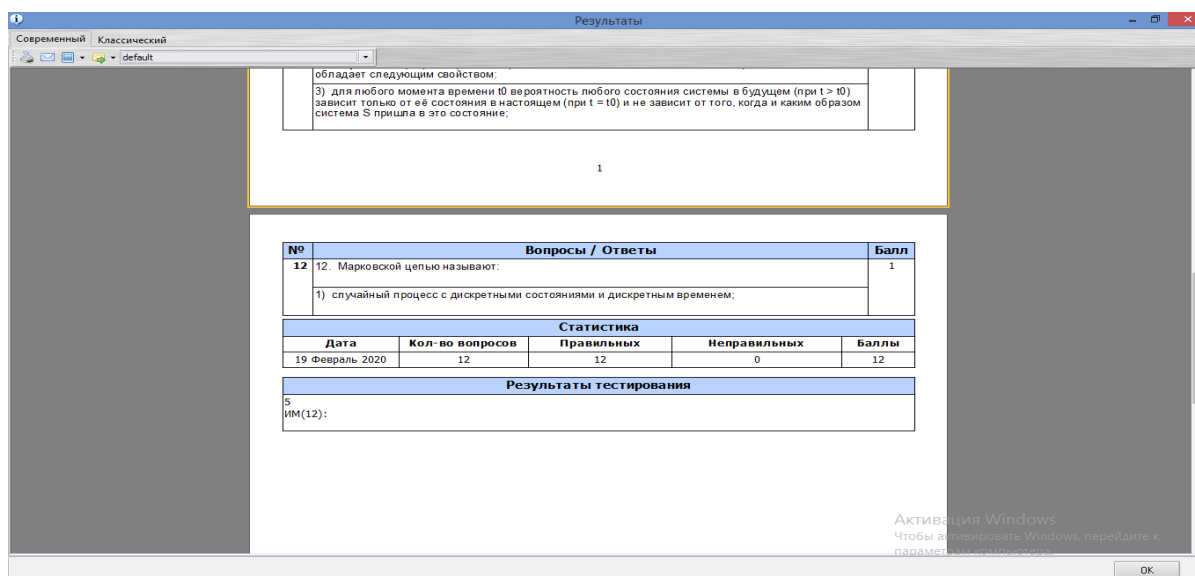 Результаты
Современный Классический
default
обладает следующим свойством:
3) для любого момента времени t0 вероятность любого состояния системы в будущем (при t > t0)
зависит только от её состояния в настоящем (при t = t0) и не зависит от того, когда и каким образом
система S пришла в это состояние;
1
№ Вопросы / Ответы Балл
12 12. Марковской цепью называют: 1
1) случайный процесс с дискретными состояниями и дискретным временем;
Статистика
Дата Кол-во вопросов Правильных Неправильных Баллы
19 Февраль 2020 12 12 0 12
Результаты тестирования
5
ИМ(12):
Активация Windows
Чтобы активировать Windows, перейдите к
параметрам компьютера.
OK